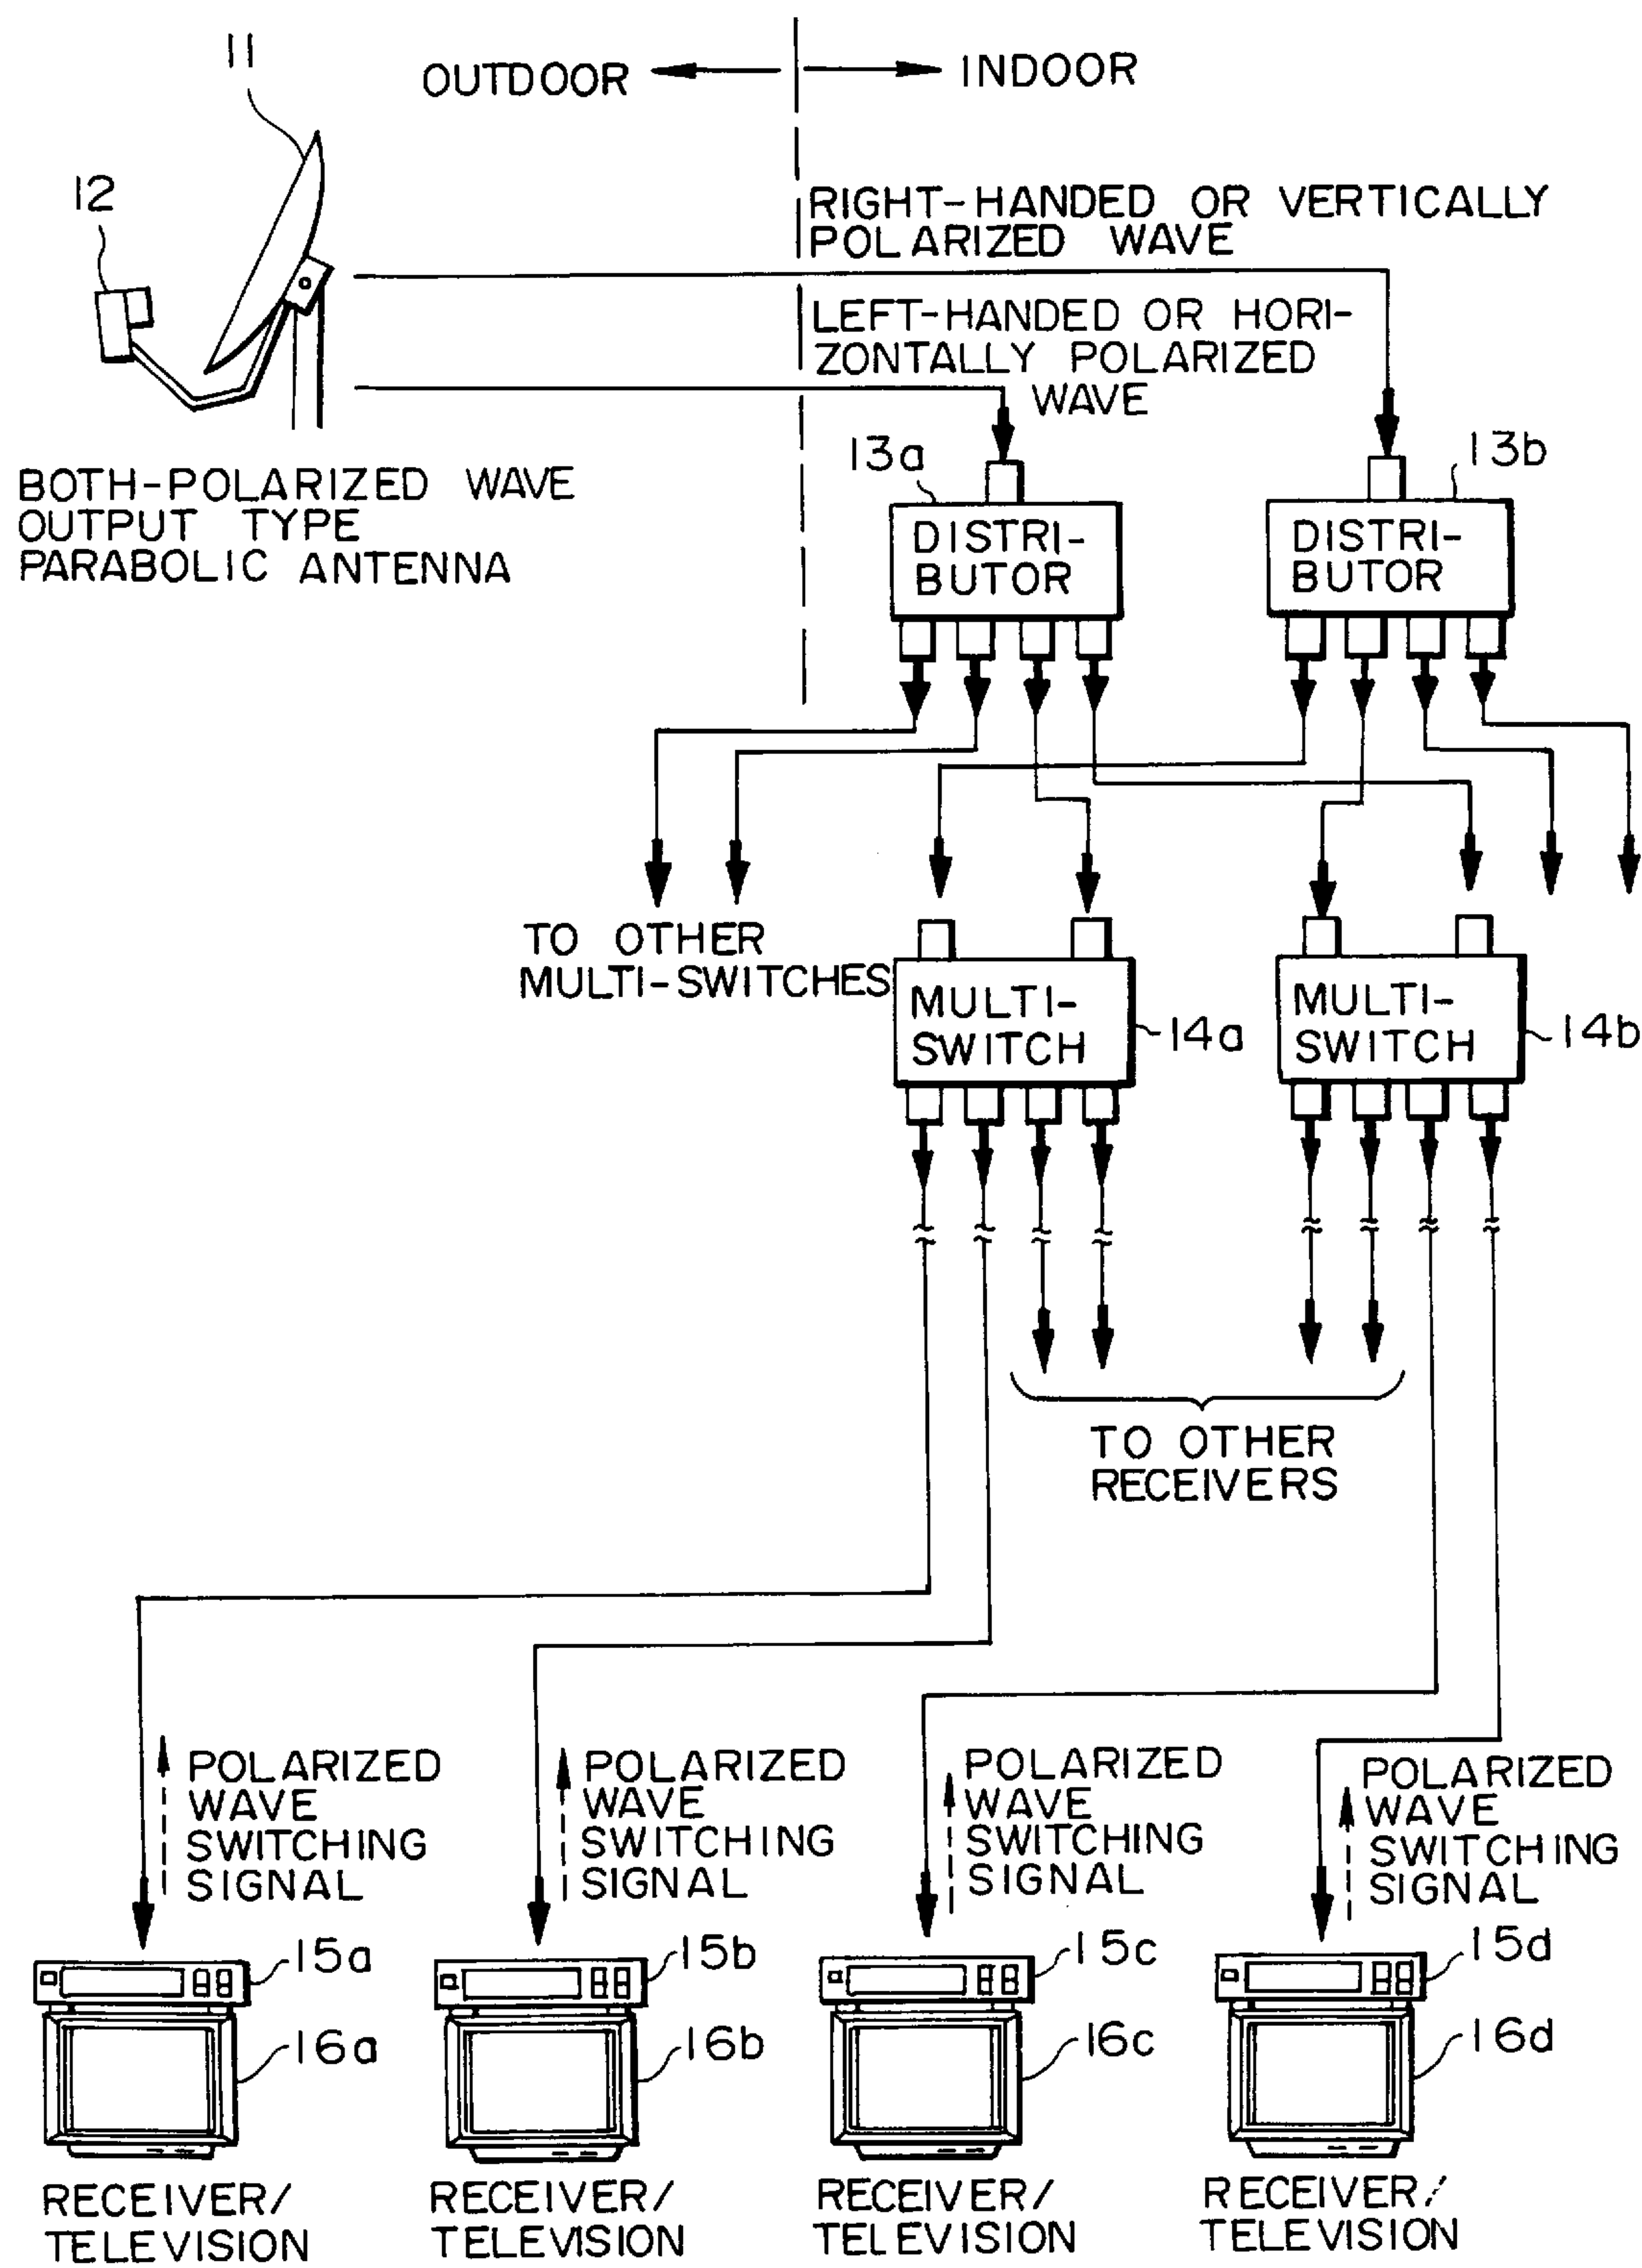 11
OUTDOOR
INDOOR
12
RIGHT-HANDED OR VERTICALLY
POLARIZED WAVE
LEFT-HANDED OR HORI-
ZONTALLY POLARIZED
WAVE
13a
13b
BOTH-POLARIZED WAVE
OUTPUT TYPE
PARABOLIC ANTENNA
DISTRI-
BUTOR
DISTRI-
BUTOR
TO OTHER
MULTI-SWITCHES
MULTI-
SWITCH
14a
MULTI-
SWITCH
14b
TO OTHER
RECEIVERS
POLARIZED
WAVE
SWITCHING
SIGNAL
POLARIZED
WAVE
SWITCHING
SIGNAL
POLARIZED
WAVE
SWITCHING
SIGNAL
POLARIZED
WAVE
SWITCHING
SIGNAL
15a
15b
15c
15d
16a
16b
16c
16d
RECEIVER/
TELEVISION
RECEIVER/
TELEVISION
RECEIVER/
TELEVISION
RECEIVER/
TELEVISION